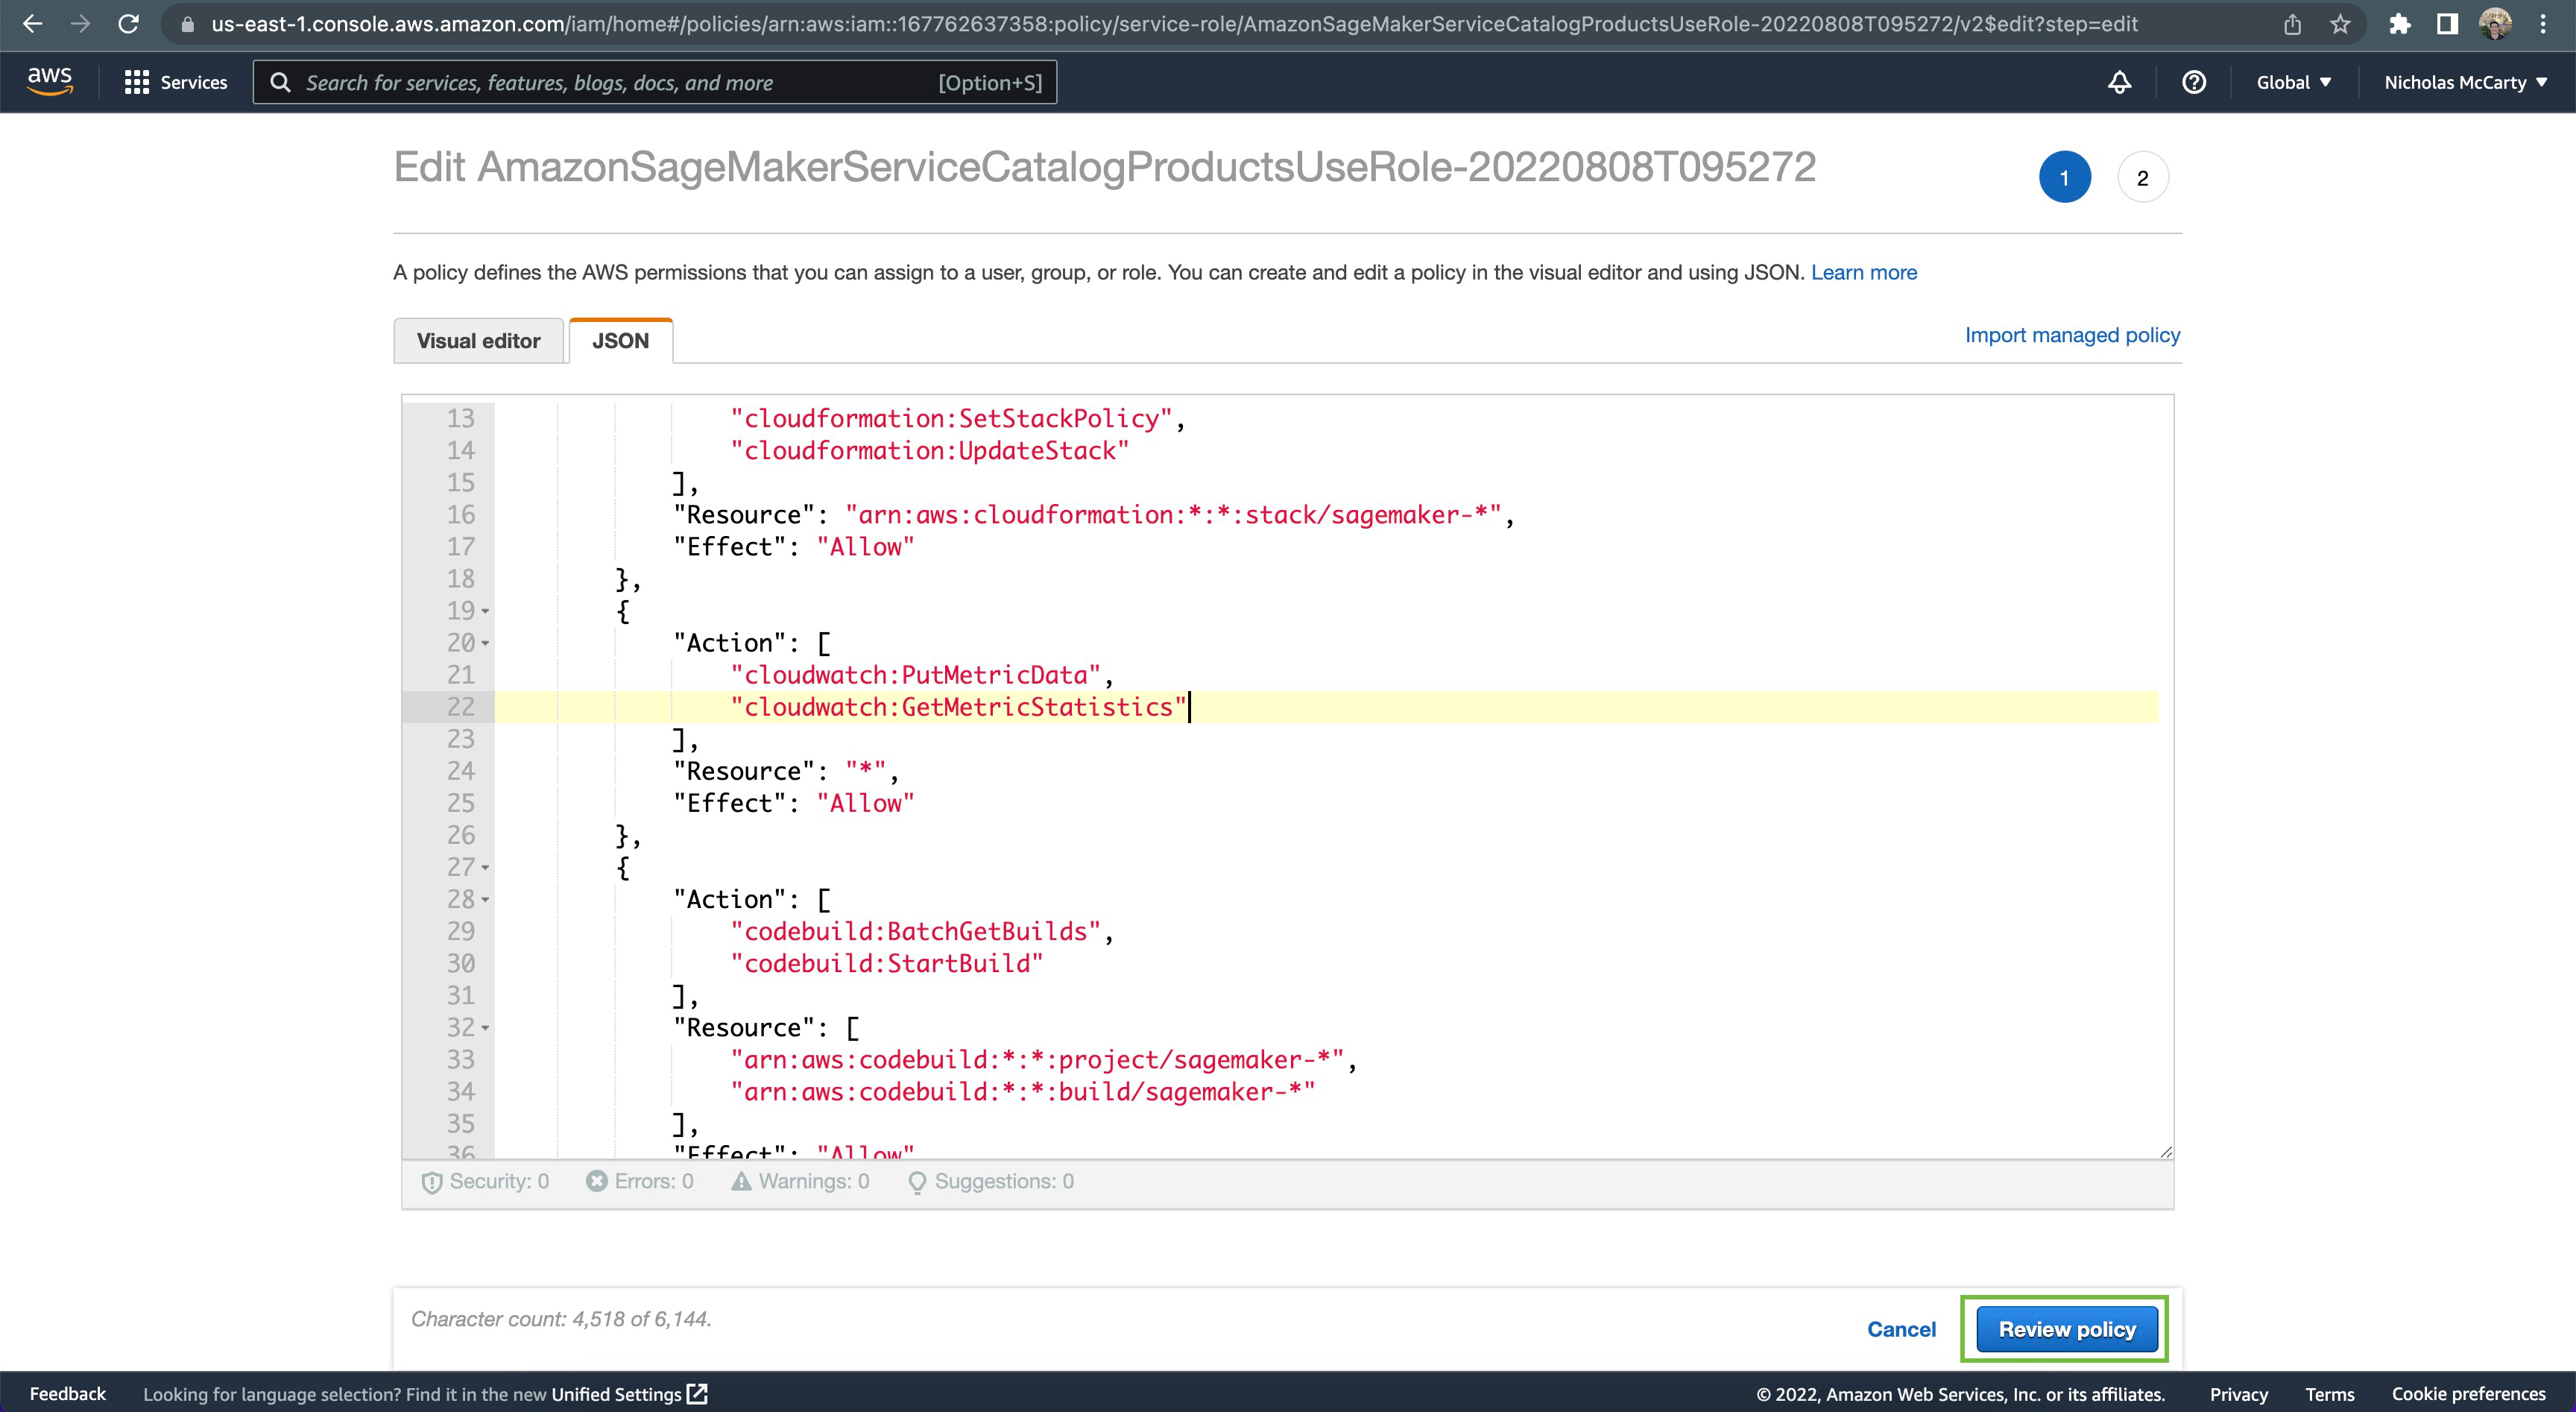 us-east-1.console.aws.amazon.com/iam/home#/policies/arn:aws:iam::167762637358:policy/service-role/AmazonSageMakerServiceCatalogProductsUseRole-20220808T095272/v2$edit?step=edit
aws Services Search for services, features, blogs, docs, and more [Option+S] Global Nicholas McCarty
Edit AmazonSageMakerServiceCatalogProductsUseRole-20220808T095272 1 2
A policy defines the AWS permissions that you can assign to a user, group, or role. You can create and edit a policy in the visual editor and using JSON. Learn more
Visual editor JSON Import managed policy
13 "cloudformation:SetStackPolicy",
14 "cloudformation:UpdateStack"
15 ],
16 "Resource": "arn:aws:cloudformation:*:*:stack/sagemaker-*",
17 "Effect": "Allow"
18 },
19 {
20 "Action": [
21 "cloudwatch:PutMetricData",
22 "cloudwatch:GetMetricStatistics"
23 ],
24 "Resource": "*",
25 "Effect": "Allow"
26 },
27 {
28 "Action": [
29 "codebuild:BatchGetBuilds",
30 "codebuild:StartBuild"
31 ],
32 "Resource": [
33 "arn:aws:codebuild:*:*:project/sagemaker-*",
34 "arn:aws:codebuild:*:*:build/sagemaker-*"
35 ],
36 "Effect": "Allow"
Security: 0 Errors: 0 Warnings: 0 Suggestions: 0
Character count: 4,518 of 6,144. Cancel Review policy
Feedback Looking for language selection? Find it in the new Unified Settings © 2022, Amazon Web Services, Inc. or its affiliates. Privacy Terms Cookie preferences